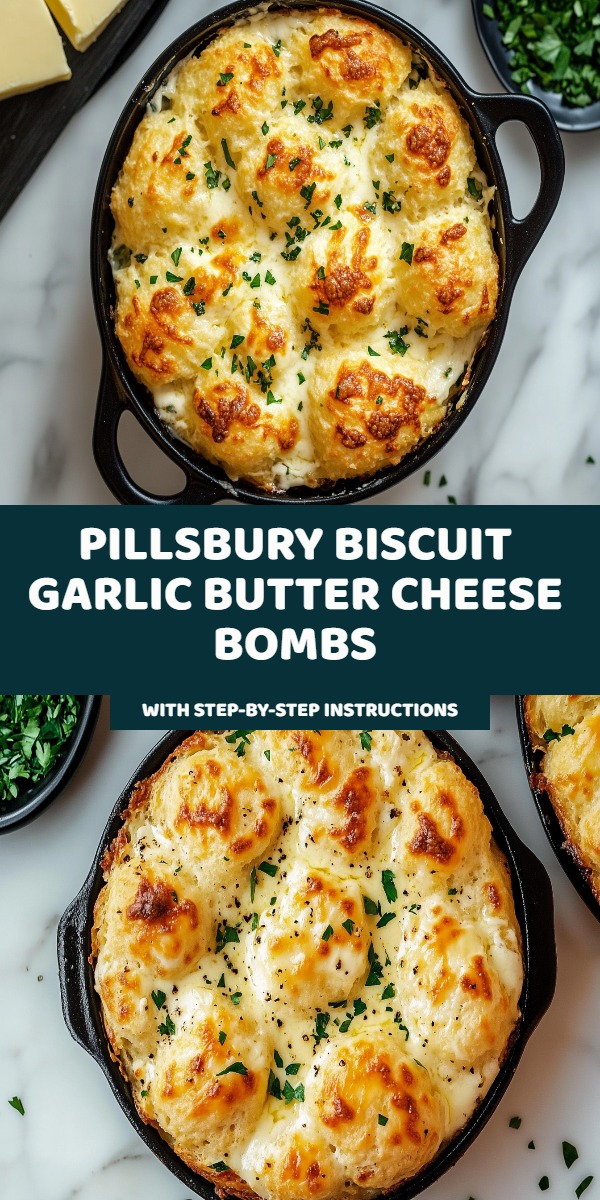 PILLSBURY BISCUIT
GARLIC BUTTER CHEESE
BOMBS
WITH STEP-BY-STEP INSTRUCTIONS